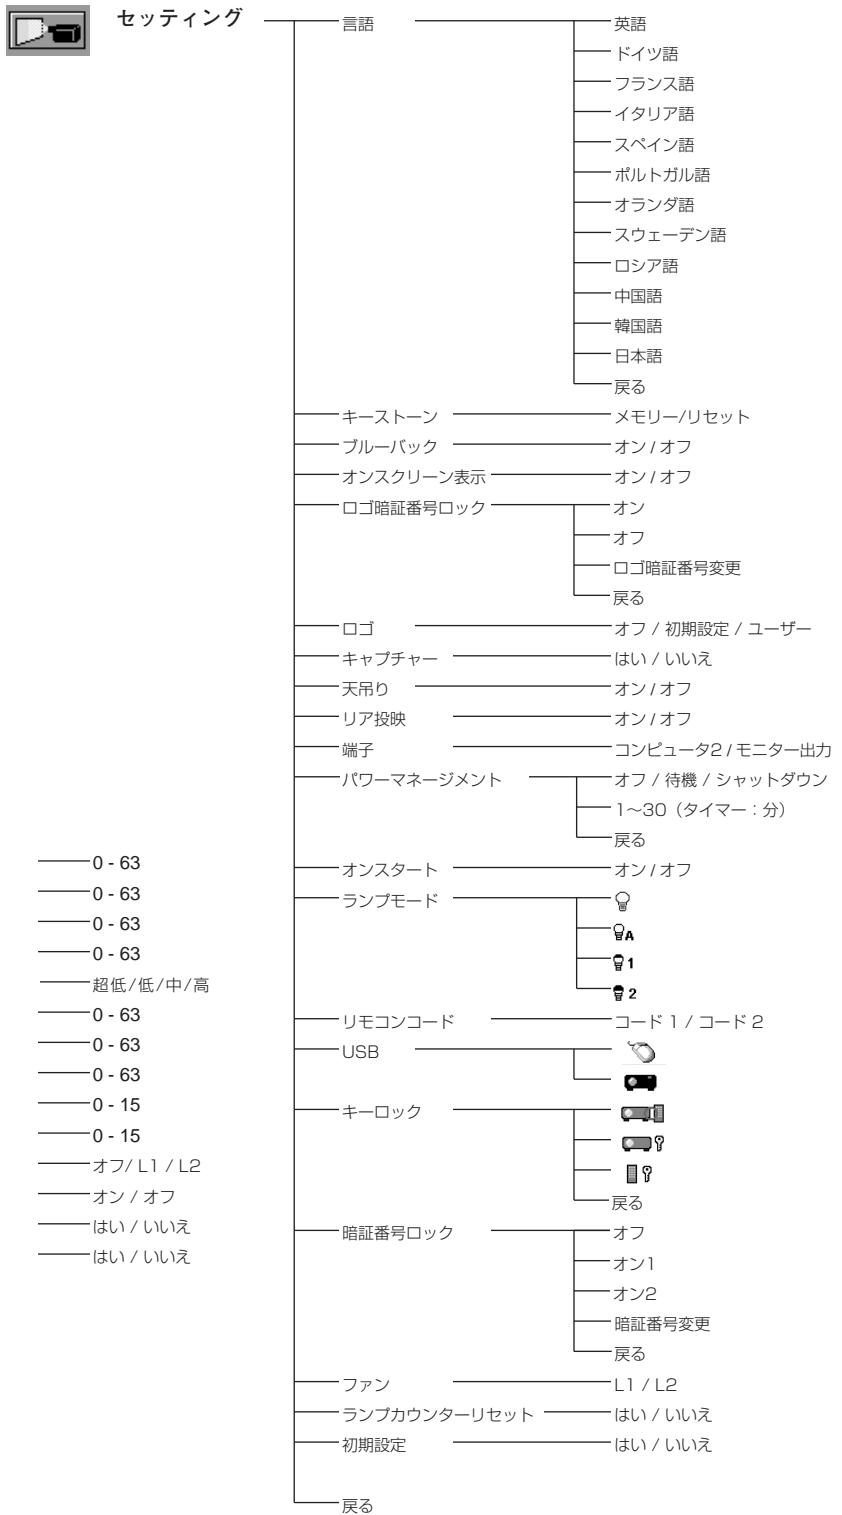 セッティング
言語
英語
ドイツ語
フランス語
イタリア語
スペイン語
ポルトガル語
オランダ語
スウェーデン語
ロシア語
中国語
韓国語
日本語
戻る
キーストーン
メモリー/リセット
ブルーバック
オン / オフ
オンスクリーン表示
オン / オフ
ロゴ暗証番号ロック
オン
オフ
ロゴ暗証番号変更
戻る
ロゴ
オフ / 初期設定 / ユーザー
キャプチャー
はい / いいえ
天吊り
オン / オフ
リア投映
オン / オフ
端子
コンピュータ2 / モニター出力
パワーマネージメント
オフ / 待機 / シャットダウン
1〜30（タイマー：分）
戻る
オンスタート
オン / オフ
ランプモード
A
1
2
リモコンコード
コード 1 / コード 2
USB
キーロック
戻る
暗証番号ロック
オフ
オン1
オン2
暗証番号変更
戻る
ファン
L1 / L2
ランプカウンターリセット
はい / いいえ
初期設定
はい / いいえ
戻る
0 - 63
0 - 63
0 - 63
0 - 63
超低/低/中/高
0 - 63
0 - 63
0 - 63
0 - 15
0 - 15
オフ/ L1 / L2
オン / オフ
はい / いいえ
はい / いいえ